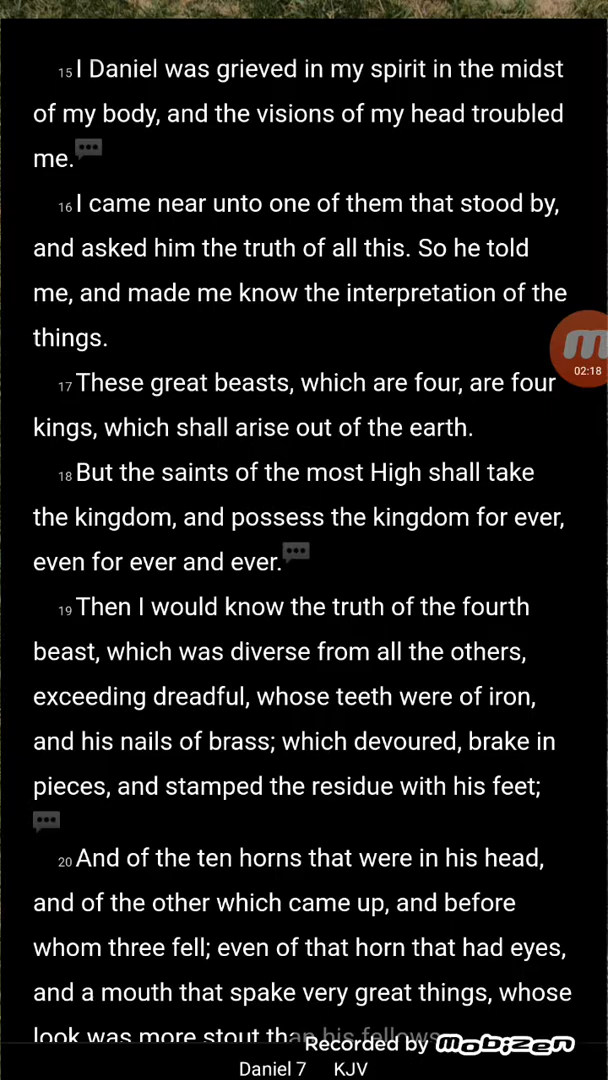 15 I Daniel was grieved in my spirit in the midst
of my body, and the visions of my head troubled
me.
16 I came near unto one of them that stood by,
and asked him the truth of all this. So he told
me, and made me know the interpretation of the
things.
17 These great beasts, which are four, are four
kings, which shall arise out of the earth.
18 But the saints of the most High shall take
the kingdom, and possess the kingdom for ever,
even for ever and ever.
19 Then I would know the truth of the fourth
beast, which was diverse from all the others,
exceeding dreadful, whose teeth were of iron,
and his nails of brass; which devoured, brake in
pieces, and stamped the residue with his feet;
20 And of the ten horns that were in his head,
and of the other which came up, and before
whom three fell; even of that horn that had eyes,
and a mouth that spake very great things, whose
look was more stout than his fellows
m
02:18
Recorded by mobizen
Daniel 7 KJV